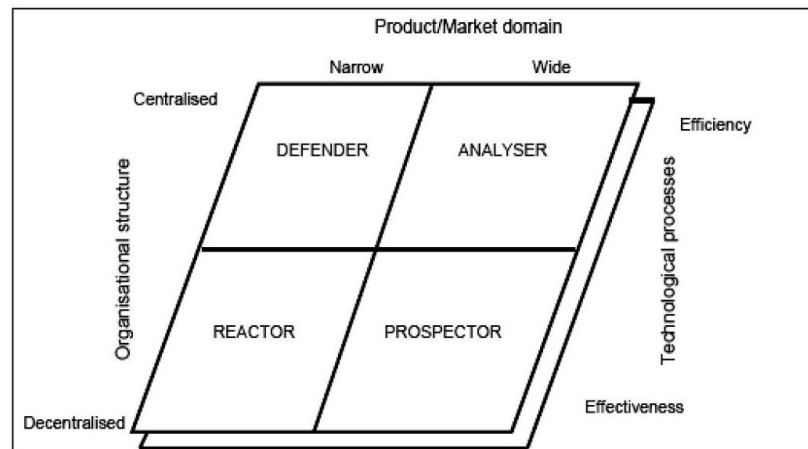 Product/Market domain
Narrow
Wide
Centralised
Efficiency
DEFENDER
ANALYSER
Organisational structure
Technological processes
REACTOR
PROSPECTOR
Effectiveness
Decentralised